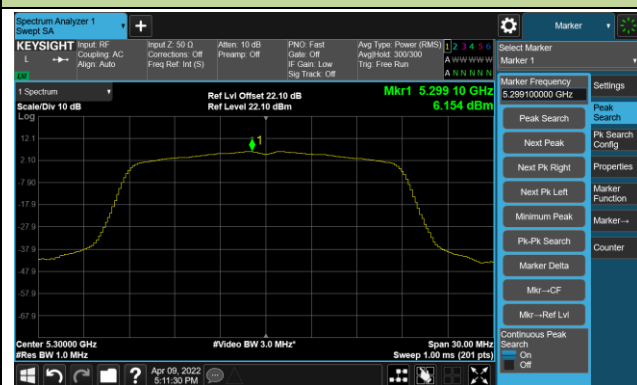 Spectrum Analyzer 1
Swept SA
Marker
KEYSIGHT
L
Input: RF
Coupling: AC
Align: Auto
Input Z: 50 Ω
Corrections: Off
Freq Ref: Int (S)
Atten: 10 dB
Preamp: Off
PNO: Fast
Gate: Off
IF Gain: Low
Sig Track: Off
Avg Type: Power (RMS)
Avg|Hold: 300/300
Trig: Free Run
1 2 3 4 5 6
A W W W W W
A N N N N N
Select Marker
Marker 1
1 Spectrum
Scale/Div 10 dB
Log
Ref Lvl Offset 22.10 dB
Ref Level 22.10 dBm
Mkr1 5.299 10 GHz
6.154 dBm
1
12.1
2.10
-7.90
-17.9
-27.9
-37.9
-47.9
-57.9
-67.9
Center 5.30000 GHz
#Res BW 1.0 MHz
#Video BW 3.0 MHz*
Span 30.00 MHz
Sweep 1.00 ms (201 pts)
Marker Frequency
5.299100000 GHz
Peak Search
Next Peak
Next Pk Right
Next Pk Left
Minimum Peak
Pk-Pk Search
Marker Delta
Mkr→CF
Mkr→Ref Lvl
Continuous Peak
Search
On
Off
Settings
Peak
Search
Pk Search
Config
Properties
Marker
Function
Marker→
Counter
?
Apr 09, 2022
5:11:30 PM